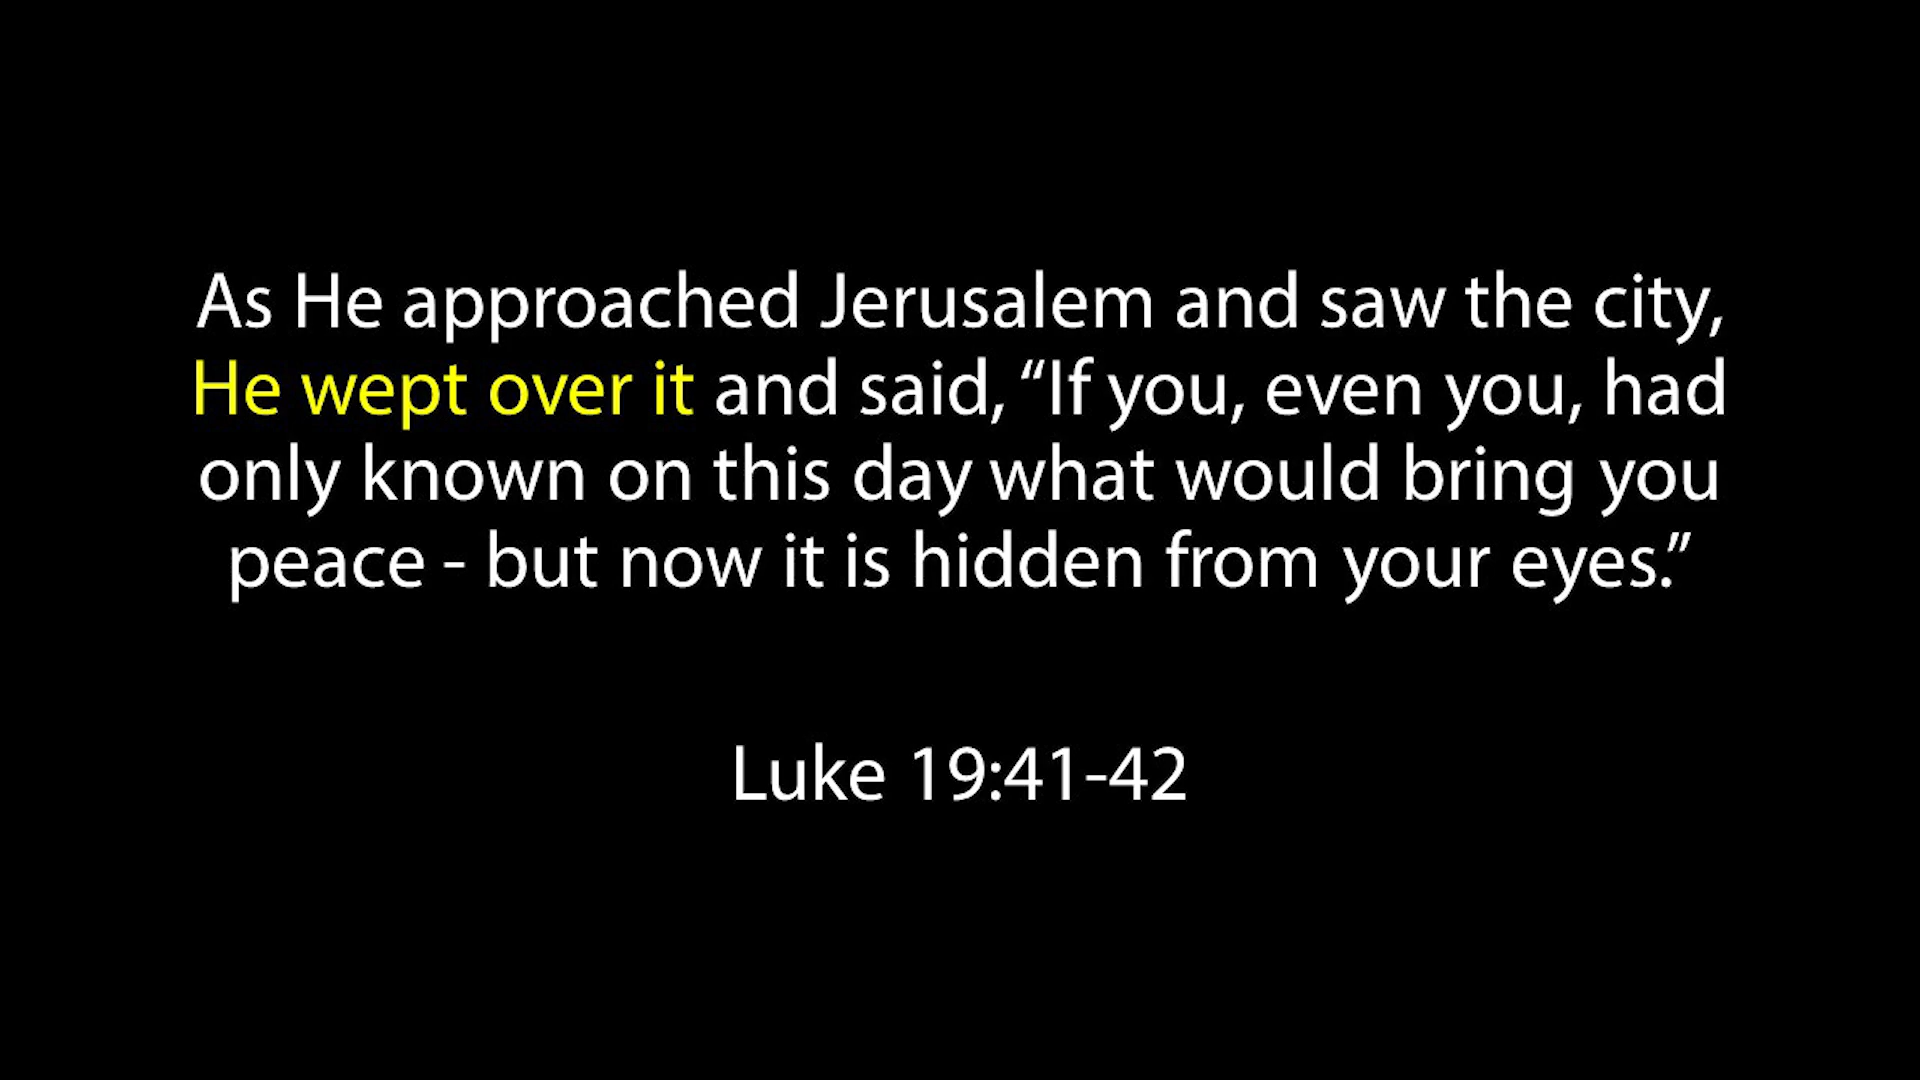 As He approached Jerusalem and saw the city,
He wept over it and said, “If you, even you, had
only known on this day what would bring you
peace - but now it is hidden from your eyes.”
Luke 19:41-42